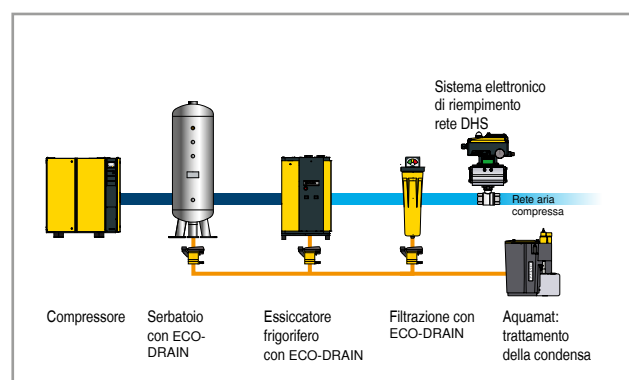 Sistema elettronico
di riempimento
rete DHS
Rete aria
compressa
Compressore
Serbatoio
con ECO-
DRAIN
Essiccatore
frigorifero
con ECO-DRAIN
Filtrazione con
ECO-DRAIN
Aquamat:
trattamento
della condensa